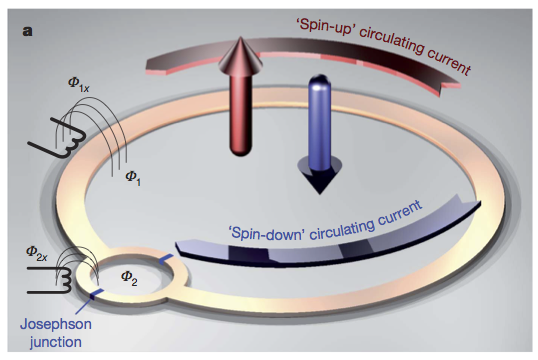 a
'Spin-up' circulating current
Φ1x
Φ1
'Spin-down' circulating current
Φ2x
Φ2
Josephson
junction